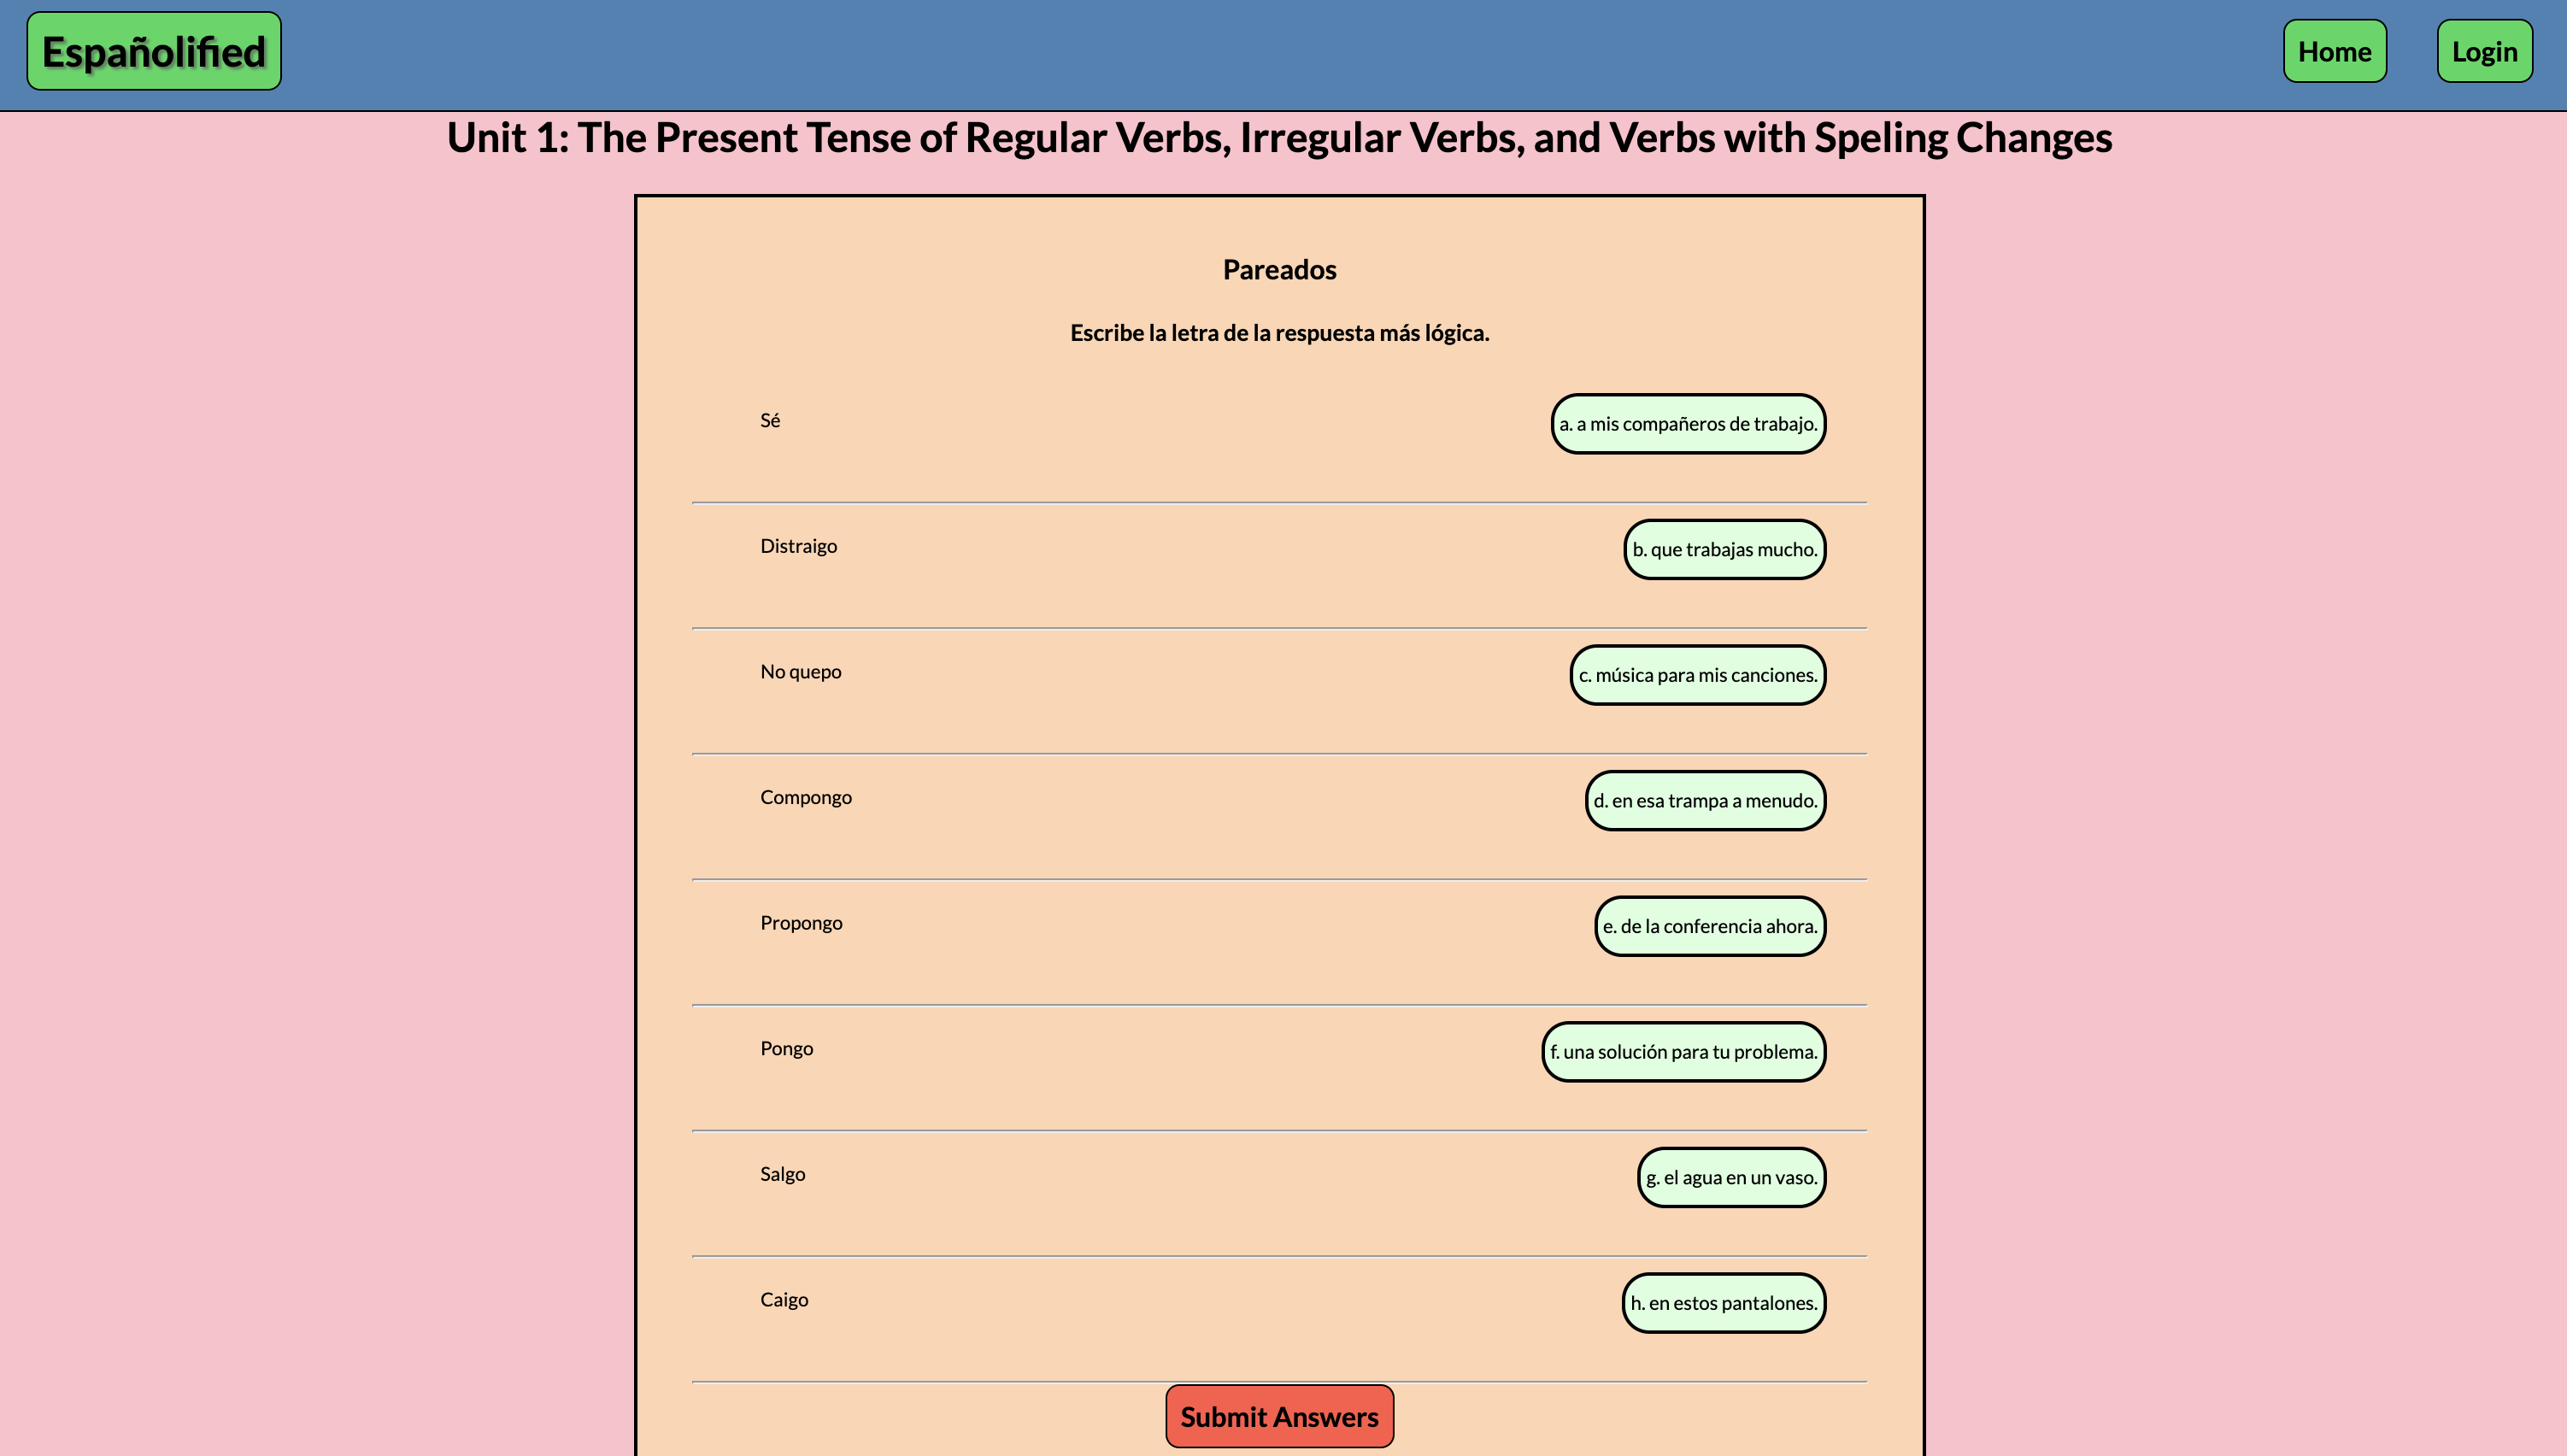 Españolified
Home
Login
Unit 1: The Present Tense of Regular Verbs, Irregular Verbs, and Verbs with Speling Changes
Pareados
Escribe la letra de la respuesta más lógica.
Sé
a. a mis compañeros de trabajo.
Distraigo
b. que trabajas mucho.
No quepo
c. música para mis canciones.
Compongo
d. en esa trampa a menudo.
Propongo
e. de la conferencia ahora.
Pongo
f. una solución para tu problema.
Salgo
g. el agua en un vaso.
Caigo
h. en estos pantalones.
Submit Answers